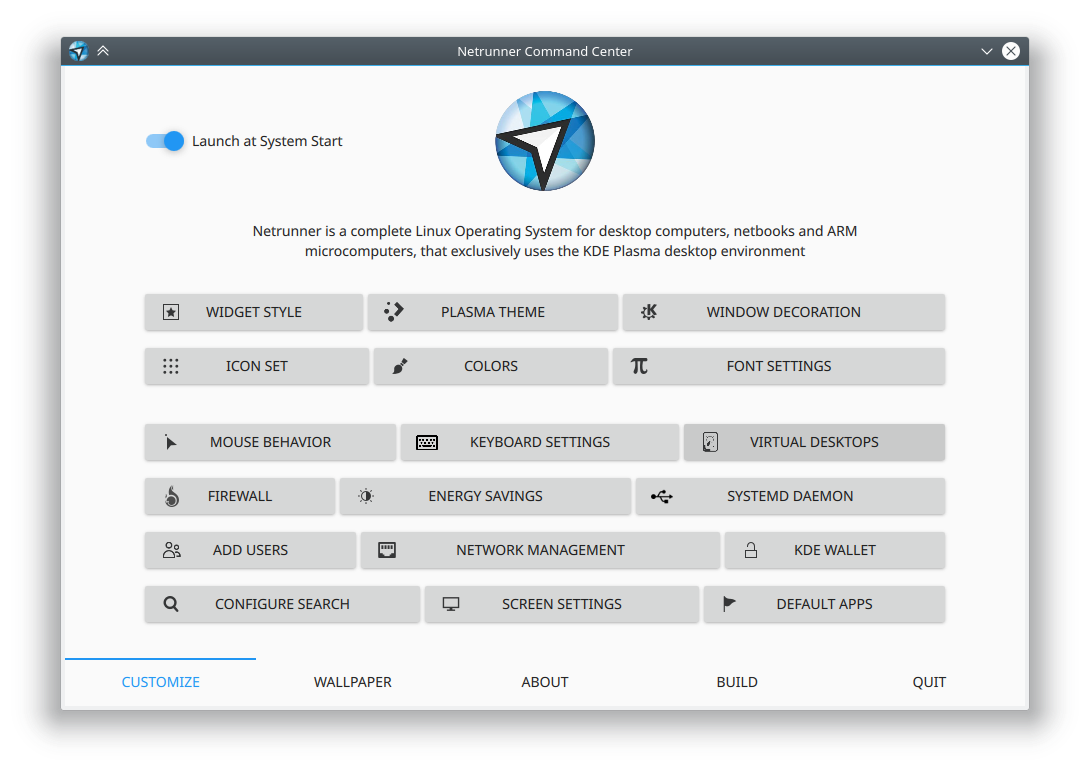 Netrunner Command Center
Launch at System Start
Netrunner is a complete Linux Operating System for desktop computers, netbooks and ARM
microcomputers, that exclusively uses the KDE Plasma desktop environment
WIDGET STYLE PLASMA THEME WINDOW DECORATION
ICON SET COLORS FONT SETTINGS
MOUSE BEHAVIOR KEYBOARD SETTINGS VIRTUAL DESKTOPS
FIREWALL ENERGY SAVINGS SYSTEMD DAEMON
ADD USERS NETWORK MANAGEMENT KDE WALLET
CONFIGURE SEARCH SCREEN SETTINGS DEFAULT APPS
CUSTOMIZE WALLPAPER ABOUT BUILD QUIT